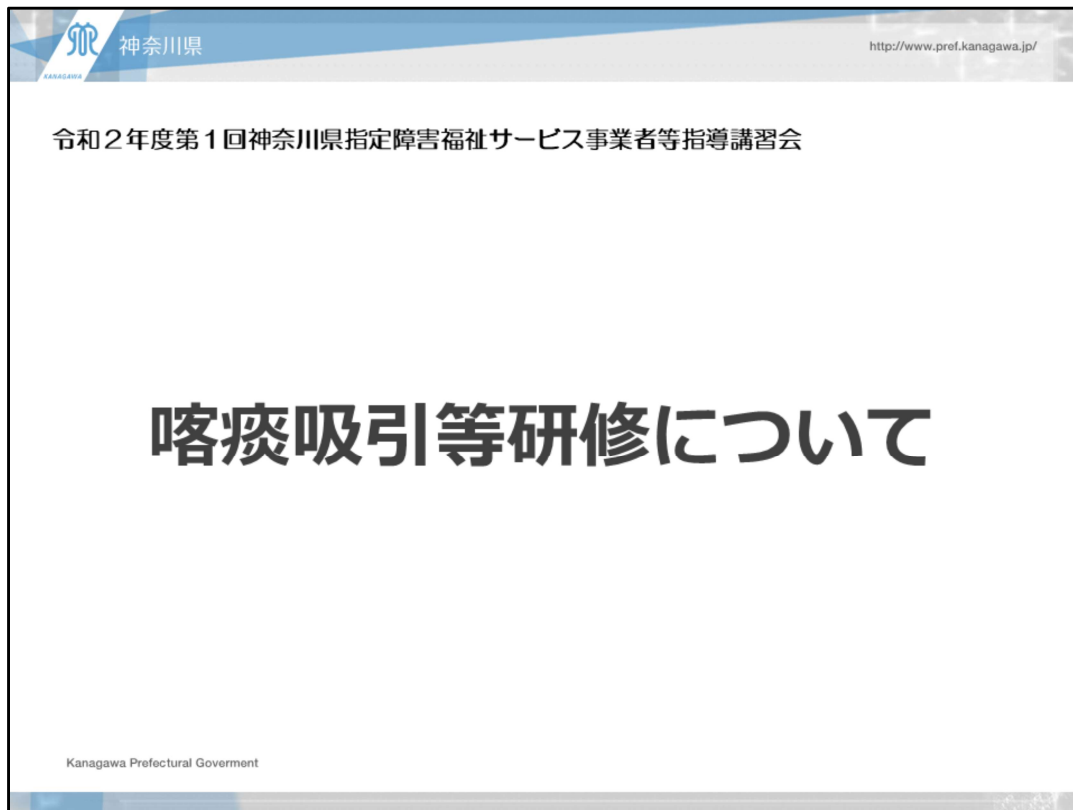 神奈川県
KANAGAWA
http://www.pref.kanagawa.jp/
令和２年度第１回神奈川県指定障害福祉サービス事業者等指導講習会
喀痰吸引等研修について
Kanagawa Prefectural Goverment